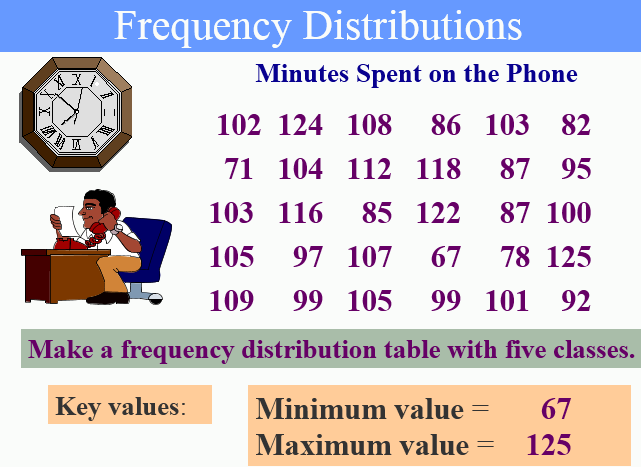 Frequency Distributions
Minutes Spent on the Phone
102 124 108 86 103 82
71 104 112 118 87 95
103 116 85 122 87 100
105 97 107 67 78 125
109 99 105 99 101 92
Make a frequency distribution table with five classes.
Key values:
Minimum value = 67
Maximum value = 125